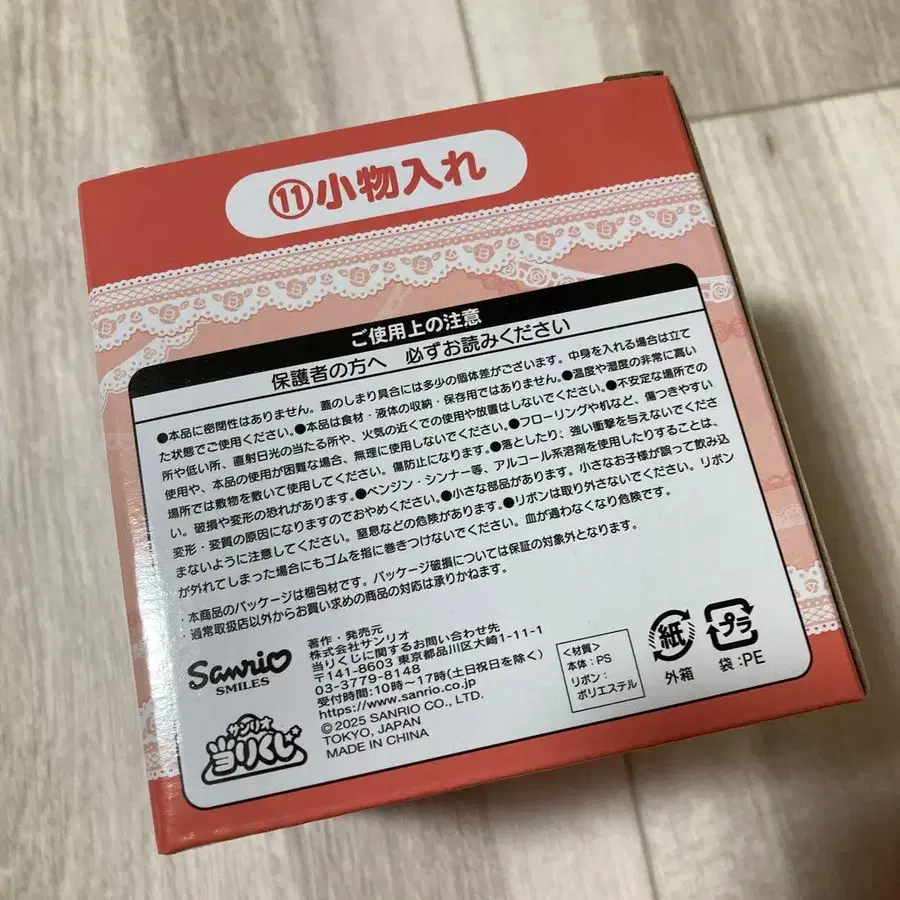 ⑪小物入れ
ご使用上の注意
保護者の方へ 必ずお読みください
●本品に密閉性はありません。蓋のしまり具合には多少の個体差がございます。中身を入れる場合は立て
た状態でご使用ください。●本品は食材・液体の収納・保存用ではありません。●温度や湿度の非常に高い
所や低い所、直射日光の当たる所や、火気の近くでの使用や放置はしないでください。●不安定な場所での
使用や、本品の使用が困難な場合、無理に使用しないでください。●フローリングや机など、傷つきやすい
場所では敷物を敷いて使用してください。傷防止になります。●落としたり、強い衝撃を与えないでくださ
い。破損や変形の恐れがあります。●ベンジン・シンナー等、アルコール系溶剤を使用したりすることは、
変形・変質の原因になりますのでおやめください。●小さな部品があります。小さなお子様が誤って飲み込
まないように注意してください。窒息などの危険があります。●リボンは取り外さないでください。リボン
が外れてしまった場合にもゴムを指に巻きつけないでください。血が通わなくなり危険です。
・本商品のパッケージは梱包材です。パッケージ破損については保証の対象外となります。
・通常取扱店以外からお買い求めの商品の対応は承りかねます。
Sanrio
SMILES
サンリオ
当りくじ
著作・発売元
株式会社サンリオ
当りくじに関するお問い合わせ先
〒141-8603 東京都品川区大崎1-11-1
03-3779-8148
受付時間:10時～17時(土日祝日を除く)
https://www.sanrio.co.jp
©2025 SANRIO CO., LTD.
TOKYO, JAPAN
MADE IN CHINA
<材質>
本体:PS
リボン:
ポリエステル
紙
外箱
プラ
袋:PE